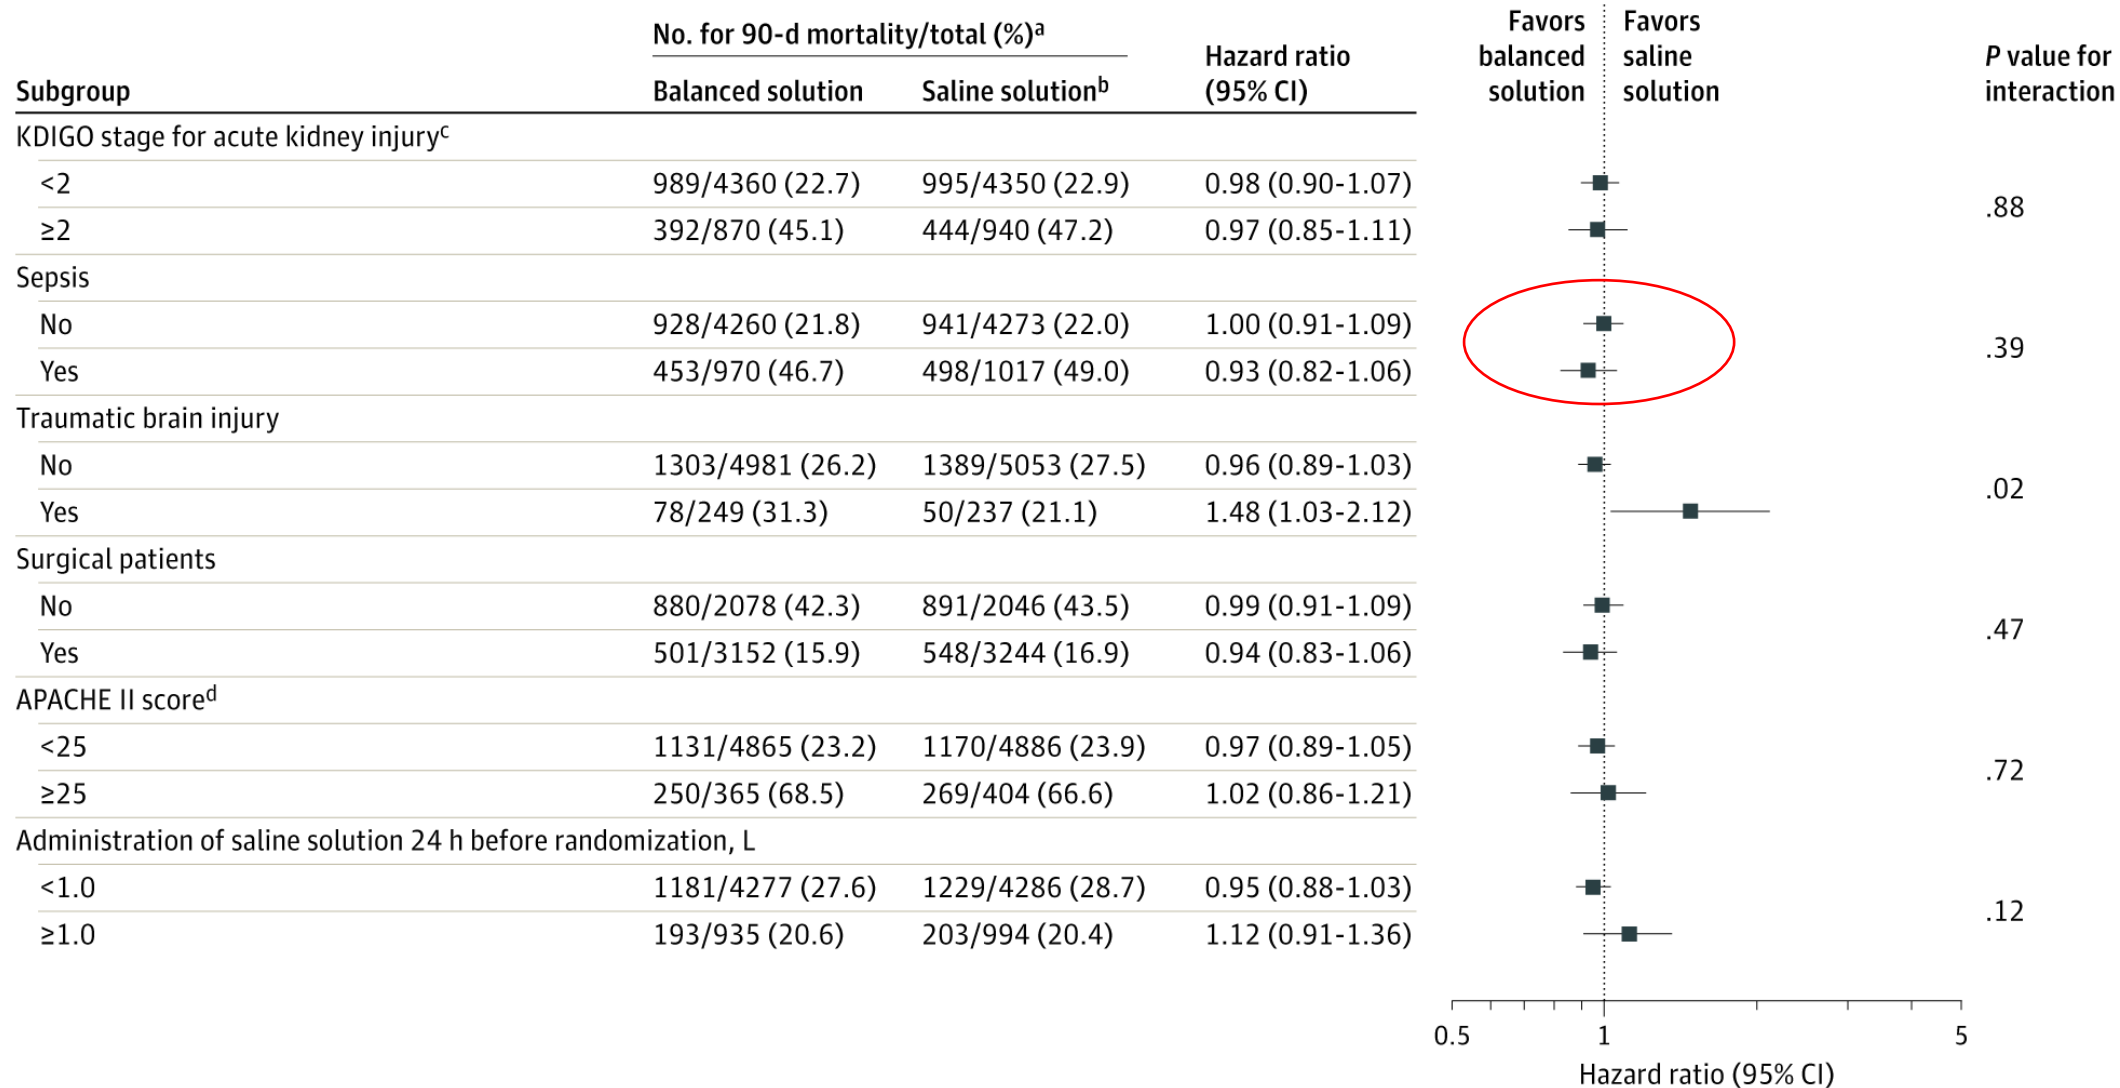 No. for 90-d mortality/total (%)a
Subgroup Balanced solution Saline solutionb Hazard ratio (95% CI) Favors balanced solution Favors saline solution P value for interaction
KDIGO stage for acute kidney injuryc
<2 989/4360 (22.7) 995/4350 (22.9) 0.98 (0.90-1.07)
.88
≥2 392/870 (45.1) 444/940 (47.2) 0.97 (0.85-1.11)
Sepsis
No 928/4260 (21.8) 941/4273 (22.0) 1.00 (0.91-1.09)
.39
Yes 453/970 (46.7) 498/1017 (49.0) 0.93 (0.82-1.06)
Traumatic brain injury
No 1303/4981 (26.2) 1389/5053 (27.5) 0.96 (0.89-1.03)
.02
Yes 78/249 (31.3) 50/237 (21.1) 1.48 (1.03-2.12)
Surgical patients
No 880/2078 (42.3) 891/2046 (43.5) 0.99 (0.91-1.09)
.47
Yes 501/3152 (15.9) 548/3244 (16.9) 0.94 (0.83-1.06)
APACHE II scored
<25 1131/4865 (23.2) 1170/4886 (23.9) 0.97 (0.89-1.05)
.72
≥25 250/365 (68.5) 269/404 (66.6) 1.02 (0.86-1.21)
Administration of saline solution 24 h before randomization, L
<1.0 1181/4277 (27.6) 1229/4286 (28.7) 0.95 (0.88-1.03)
.12
≥1.0 193/935 (20.6) 203/994 (20.4) 1.12 (0.91-1.36)
0.5 1 5
Hazard ratio (95% CI)